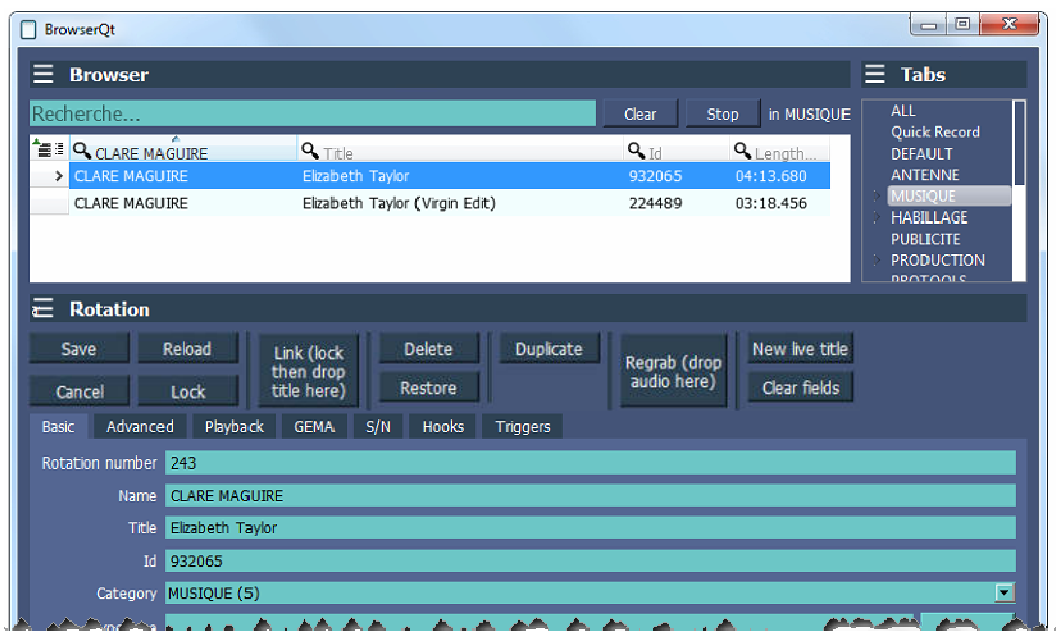 BrowserQt
Browser
Tabs
Recherche...
Clear
Stop
in MUSIQUE
CLARE MAGUIRE
Title
Id
Length...
CLARE MAGUIRE
Elizabeth Taylor
932065
04:13.680
CLARE MAGUIRE
Elizabeth Taylor (Virgin Edit)
224489
03:18.456
ALL
Quick Record
DEFAULT
ANTENNE
MUSIQUE
HABILLAGE
PUBLICITE
PRODUCTION
PROTOOLS
Rotation
Save
Reload
Cancel
Lock
Link (lock
then drop
title here)
Delete
Restore
Duplicate
Regrab (drop
audio here)
New live title
Clear fields
Basic
Advanced
Playback
GEMA
S/N
Hooks
Triggers
Rotation number
243
Name
CLARE MAGUIRE
Title
Elizabeth Taylor
Id
932065
Category
MUSIQUE (5)